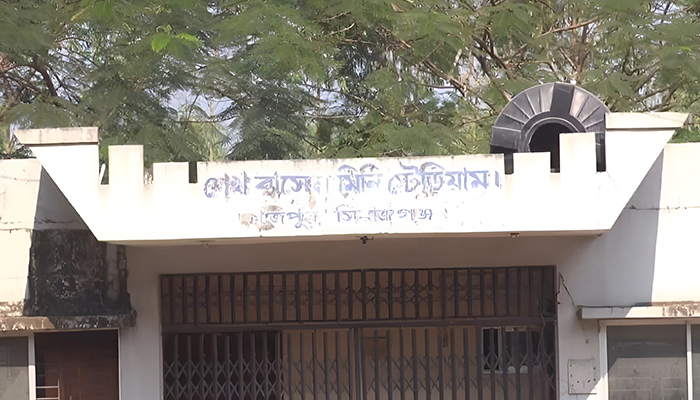 শেখ রাসেল মিনি স্টেডিয়াম।
কাজিপুর, সিরাজগঞ্জ।